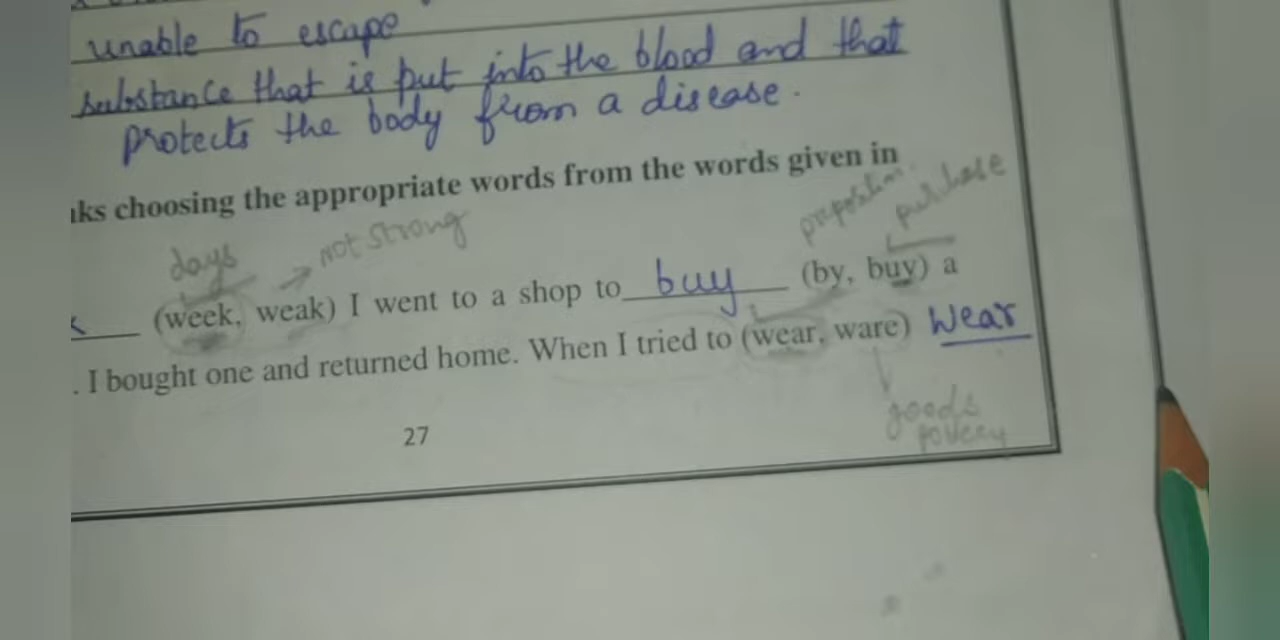 unable to escape
substance that is put into the blood and that
protects the body from a disease.
ks choosing the appropriate words from the words given in
preposition. purchase
days not strong
(week, weak) I went to a shop to buy (by, buy) a
. I bought one and returned home. When I tried to (wear, ware) wear
goods
27